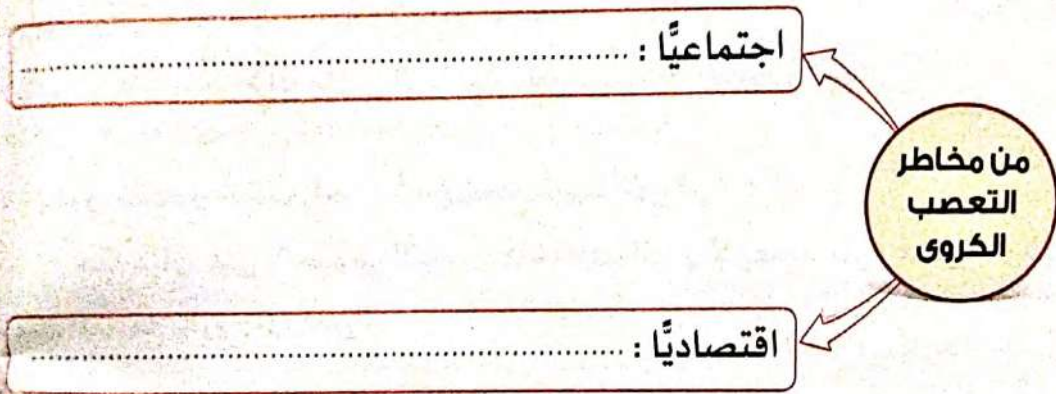 اجتماعيًّا : ........................................
من مخاطر
التعصب
الكروى
اقتصاديًّا : ........................................